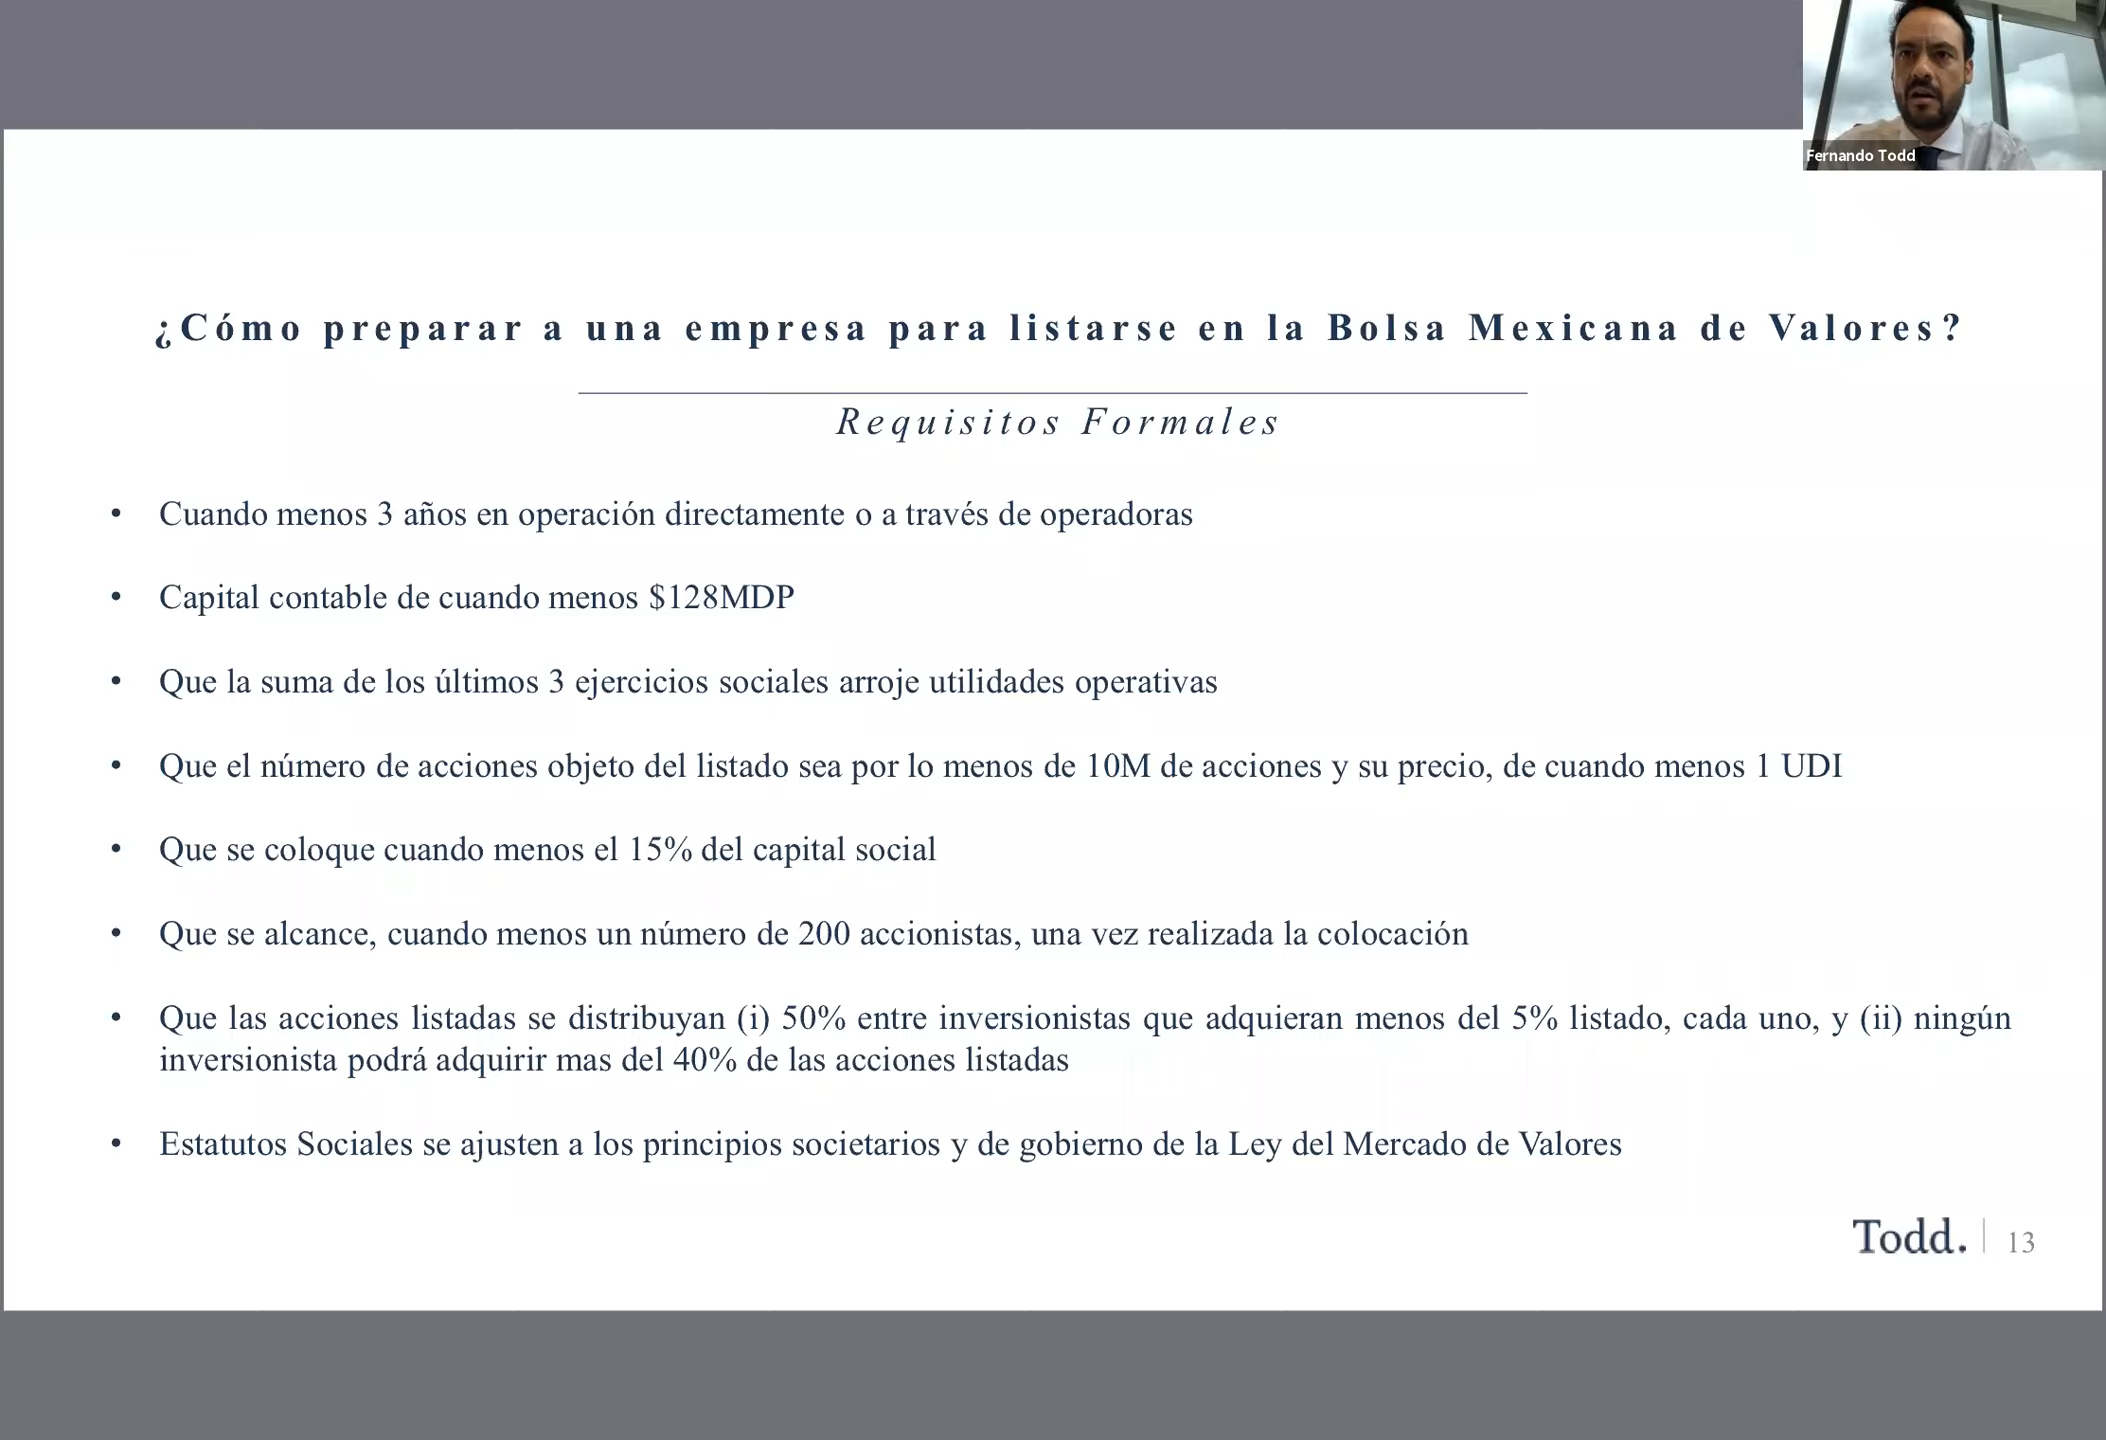 Fernando Todd
¿Cómo preparar a una empresa para listarse en la Bolsa Mexicana de Valores?
Requisitos Formales
• Cuando menos 3 años en operación directamente o a través de operadoras
• Capital contable de cuando menos $128MDP
• Que la suma de los últimos 3 ejercicios sociales arroje utilidades operativas
• Que el número de acciones objeto del listado sea por lo menos de 10M de acciones y su precio, de cuando menos 1 UDI
• Que se coloque cuando menos el 15% del capital social
• Que se alcance, cuando menos un número de 200 accionistas, una vez realizada la colocación
• Que las acciones listadas se distribuyan (i) 50% entre inversionistas que adquieran menos del 5% listado, cada uno, y (ii) ningún
inversionista podrá adquirir mas del 40% de las acciones listadas
• Estatutos Sociales se ajusten a los principios societarios y de gobierno de la Ley del Mercado de Valores
Todd. | 13